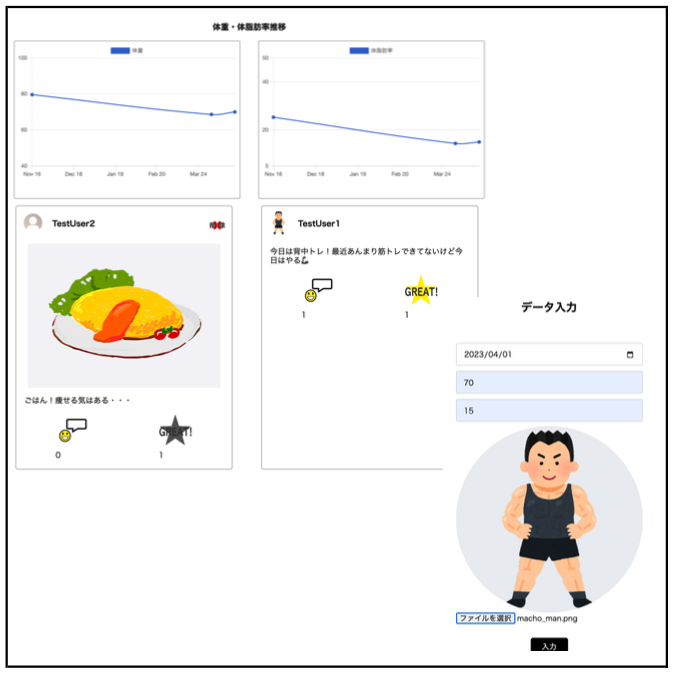 体重・体脂肪率推移
体重
100
80
60
40
Nov 16
Dec 18
Jan 19
Feb 20
Mar 24
体脂肪率
50
40
20
5
Nov 16
Dec 18
Jan 19
Feb 20
Mar 24
TestUser2
ごはん！痩せる気はある・・・
GREAT!
0
1
TestUser1
今日は背中トレ！最近あんまり筋トレできてないけど今
日はやる💪
GREAT!
1
1
データ入力
2023/04/01
70
15
ファイルを選択 macho_man.png
入力